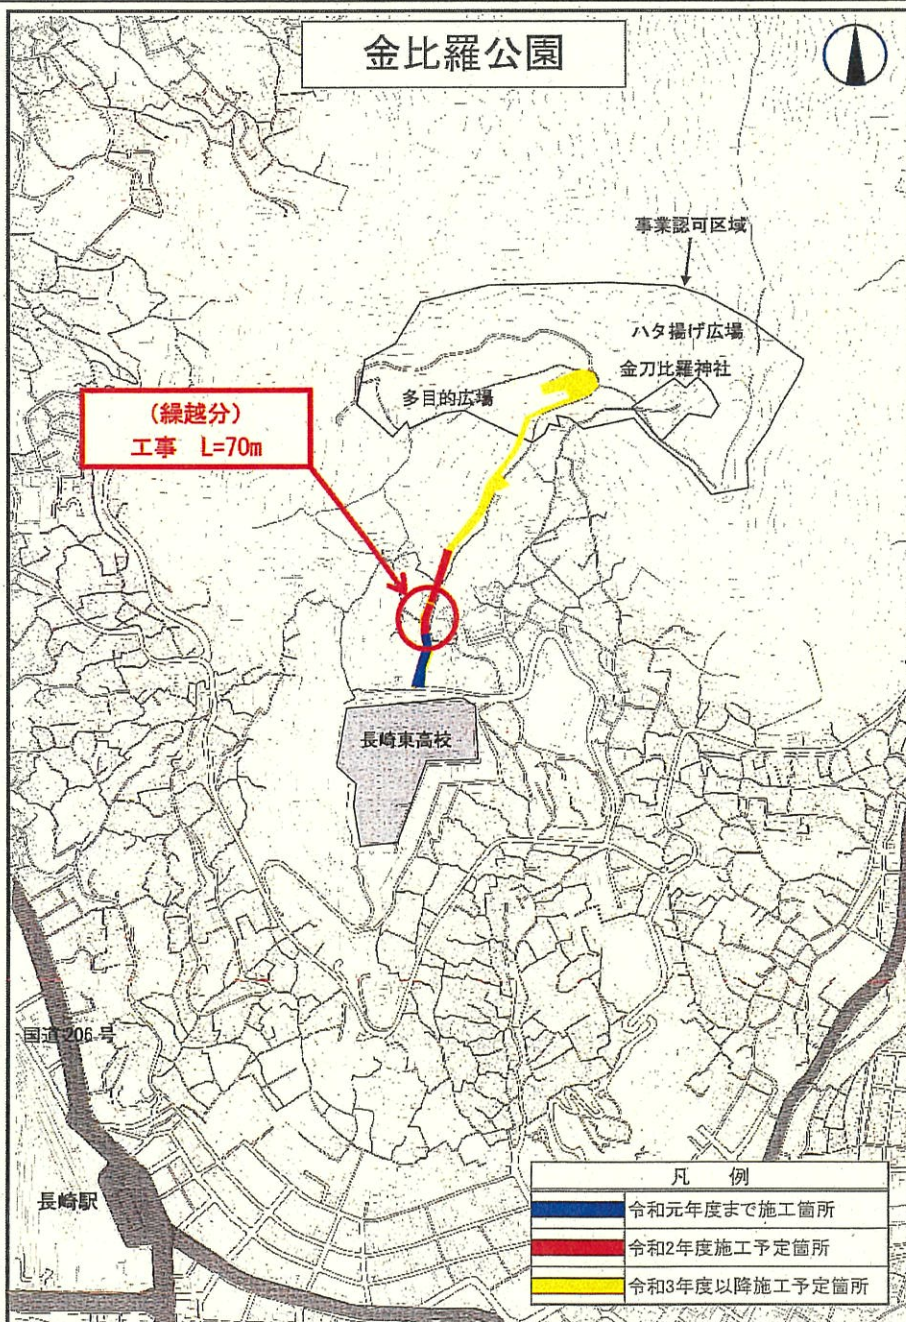 金比羅公園
事業認可区域
ハタ揚げ広場
金刀比羅神社
多目的広場
(繰越分)
工事 L=70m
長崎東高校
国道206号
長崎駅
凡 例
令和元年度まで施工箇所
令和2年度施工予定箇所
令和3年度以降施工予定箇所